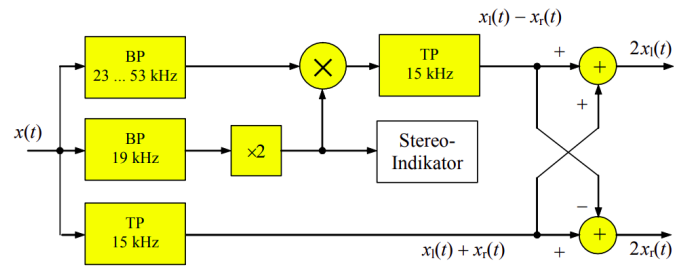 x_l(t) − x_r(t)
BP
23 ... 53 kHz
×
TP
15 kHz
+
+
2x_l(t)
+
x(t)
BP
19 kHz
×2
Stereo-
Indikator
−
TP
15 kHz
x_l(t) + x_r(t)
+
+
2x_r(t)